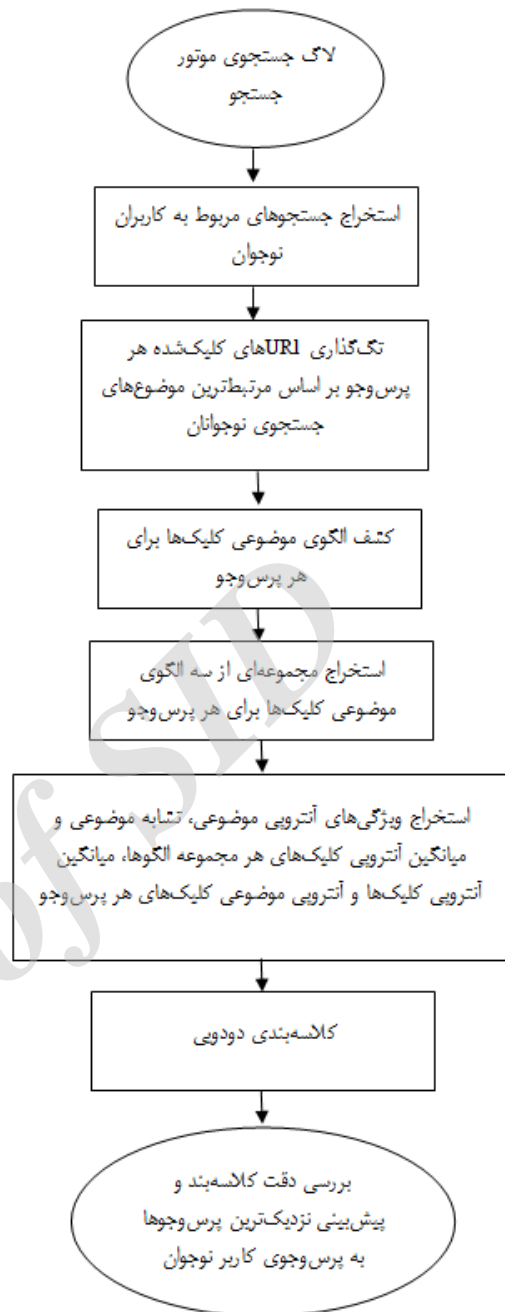 لاگ جستجوی موتور
جستجو
استخراج جستجوهای مربوط به کاربران
نوجوان
تگ‌گذاری URlهای کلیک‌شده هر
پرس‌وجو بر اساس مرتبط‌ترین موضوع‌های
جستجوی نوجوانان
کشف الگوی موضوعی کلیک‌ها برای
هر پرس‌وجو
استخراج مجموعه‌ای از سه الگوی
موضوعی کلیک‌ها برای هر پرس‌وجو
استخراج ویژگی‌های آنتروپی موضوعی، تشابه موضوعی و
میانگین آنتروپی کلیک‌های هر مجموعه الگوها، میانگین
آنتروپی کلیک‌ها و آنتروپی موضوعی کلیک‌های هر پرس‌وجو
کلاسه‌بندی دودویی
بررسی دقت کلاسه‌بند و
پیش‌بینی نزدیک‌ترین پرس‌وجوها
به پرس‌وجوی کاربر نوجوان
of SID